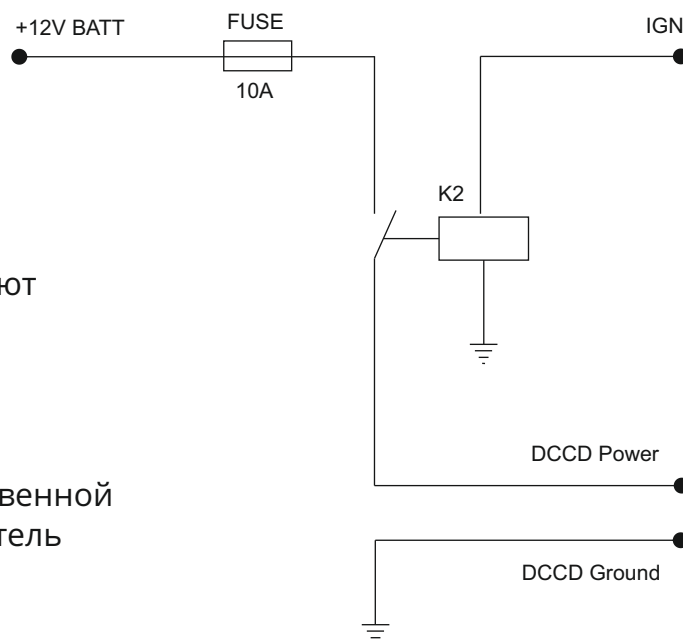 +12V BATT
FUSE
IGN
10A
K2
ют
DCCD Power
венной
тель
DCCD Ground